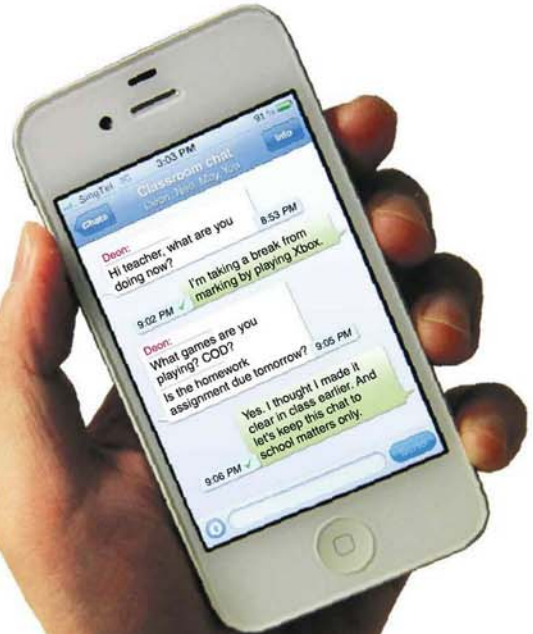 SingTel 3G 3:03 PM 91%
Chats Classroom chat Info
Deon, Neo, May, You
Deon:
Hi teacher, what are you
doing now?
8:53 PM
I'm taking a break from
marking by playing Xbox.
9:02 PM
Deon:
What games are you
playing? COD?
Is the homework
assignment due tomorrow?
9:05 PM
Yes. I thought I made it
clear in class earlier. And
let's keep this chat to
school matters only.
9:06 PM